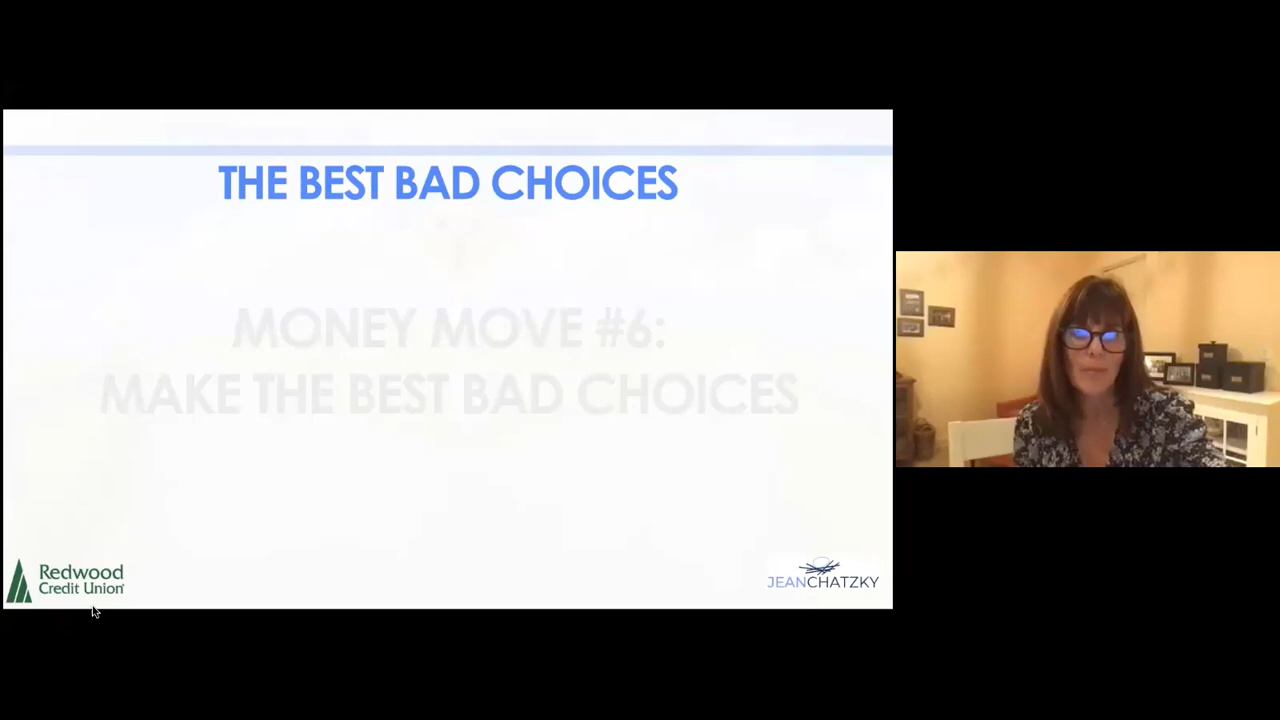 THE BEST BAD CHOICES
MONEY MOVE #6:
MAKE THE BEST BAD CHOICES
Redwood
Credit Union
JEANCHATZKY